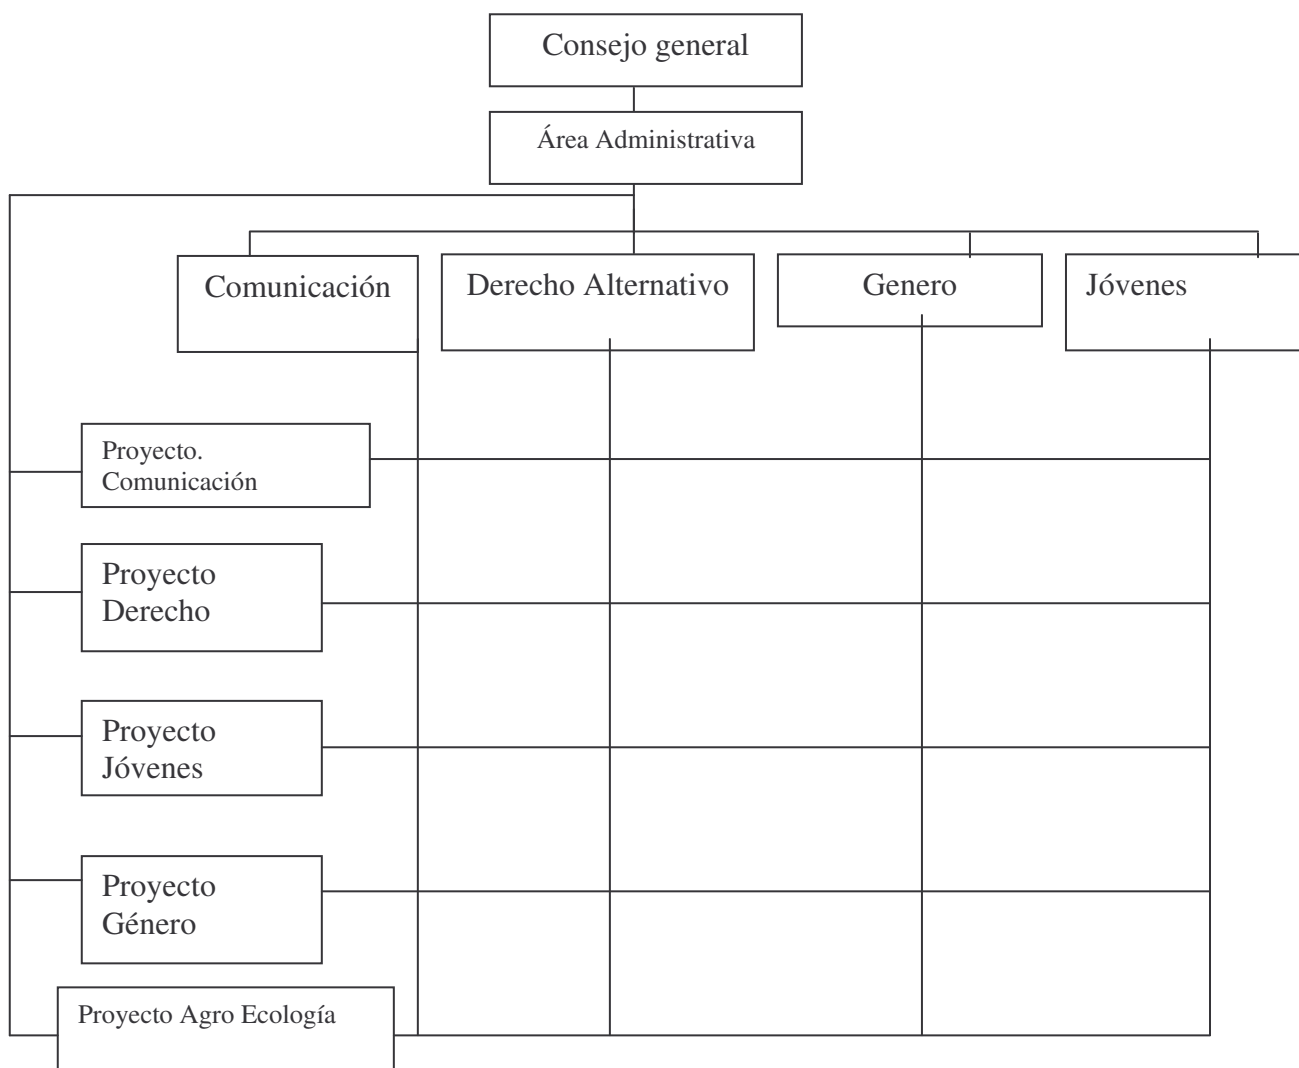 Consejo general
Área Administrativa
Comunicación
Derecho Alternativo
Genero
Jóvenes
Proyecto.
Comunicación
Proyecto
Derecho
Proyecto
Jóvenes
Proyecto
Género
Proyecto Agro Ecología